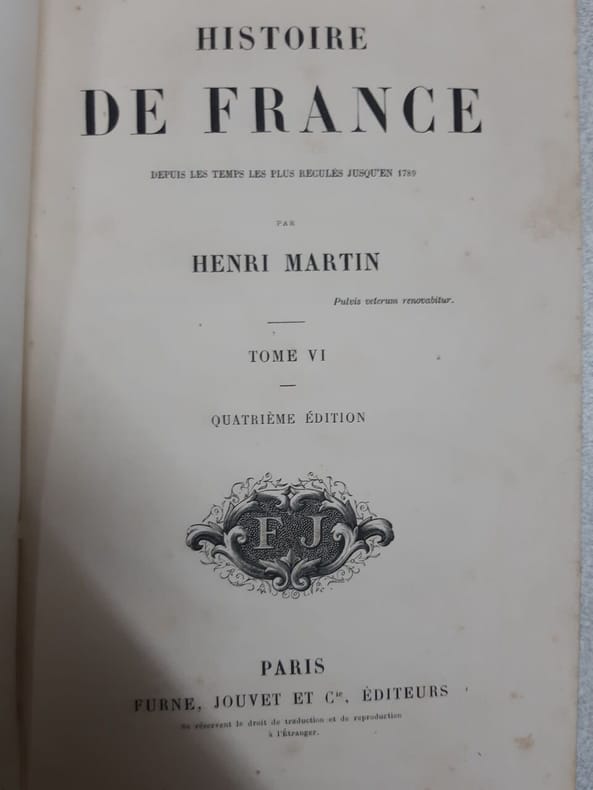 HISTOIRE
DE FRANCE
DEPUIS LES TEMPS LES PLUS RECULÉS JUSQU'EN 1789
PAR
HENRI MARTIN
Pulvis veterum renovabitur.
TOME VI
QUATRIÈME ÉDITION
F J
PARIS
FURNE, JOUVET ET Cie, ÉDITEURS
Se réservent le droit de traduction et de reproduction
à l'Étranger.